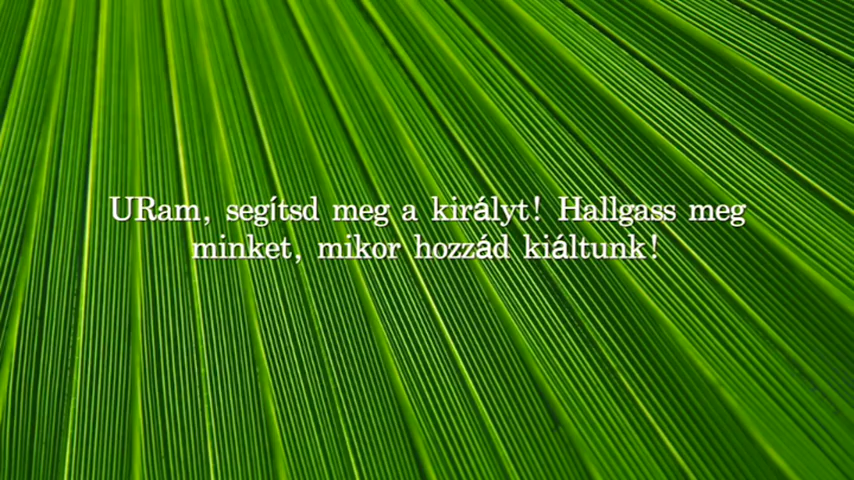 URam, segítsd meg a királyt! Hallgass meg
minket, mikor hozzád kiáltunk!